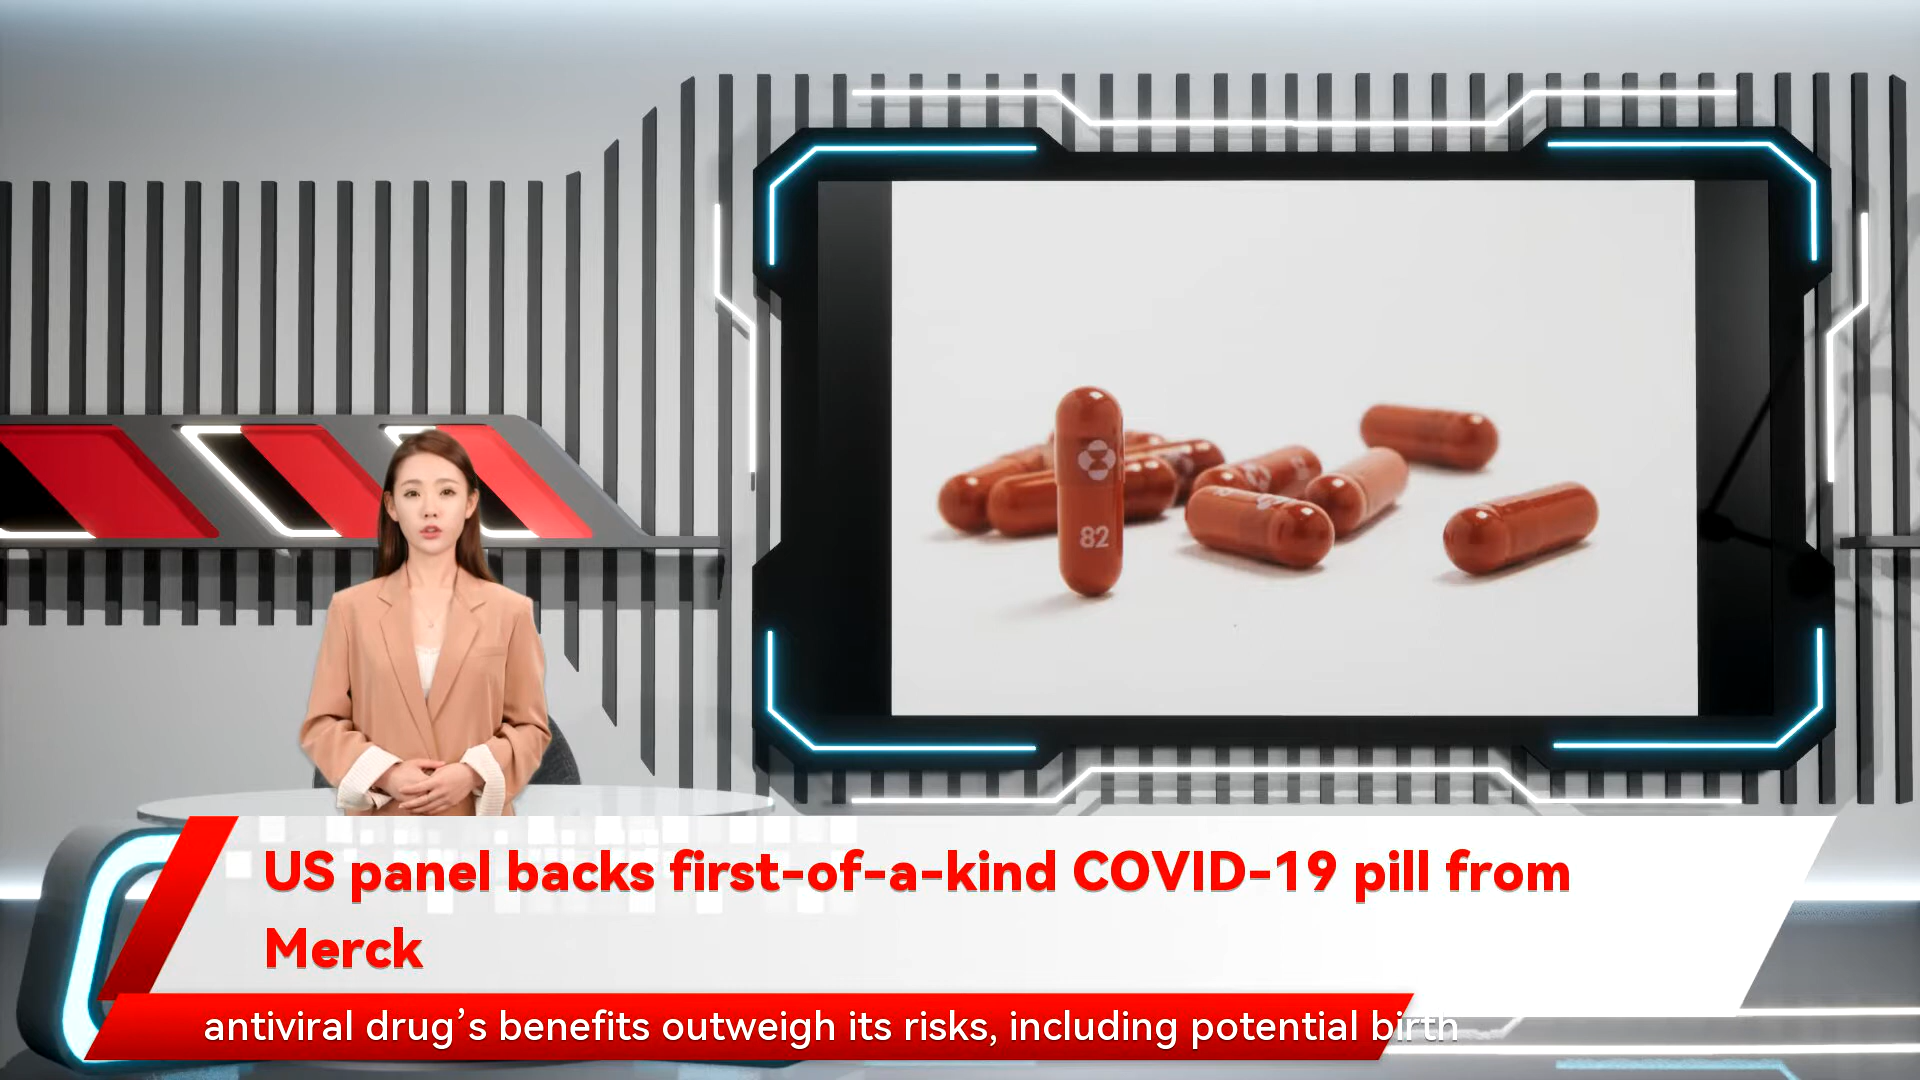 82
US panel backs first-of-a-kind COVID-19 pill from
Merck
antiviral drug’s benefits outweigh its risks, including potential birth